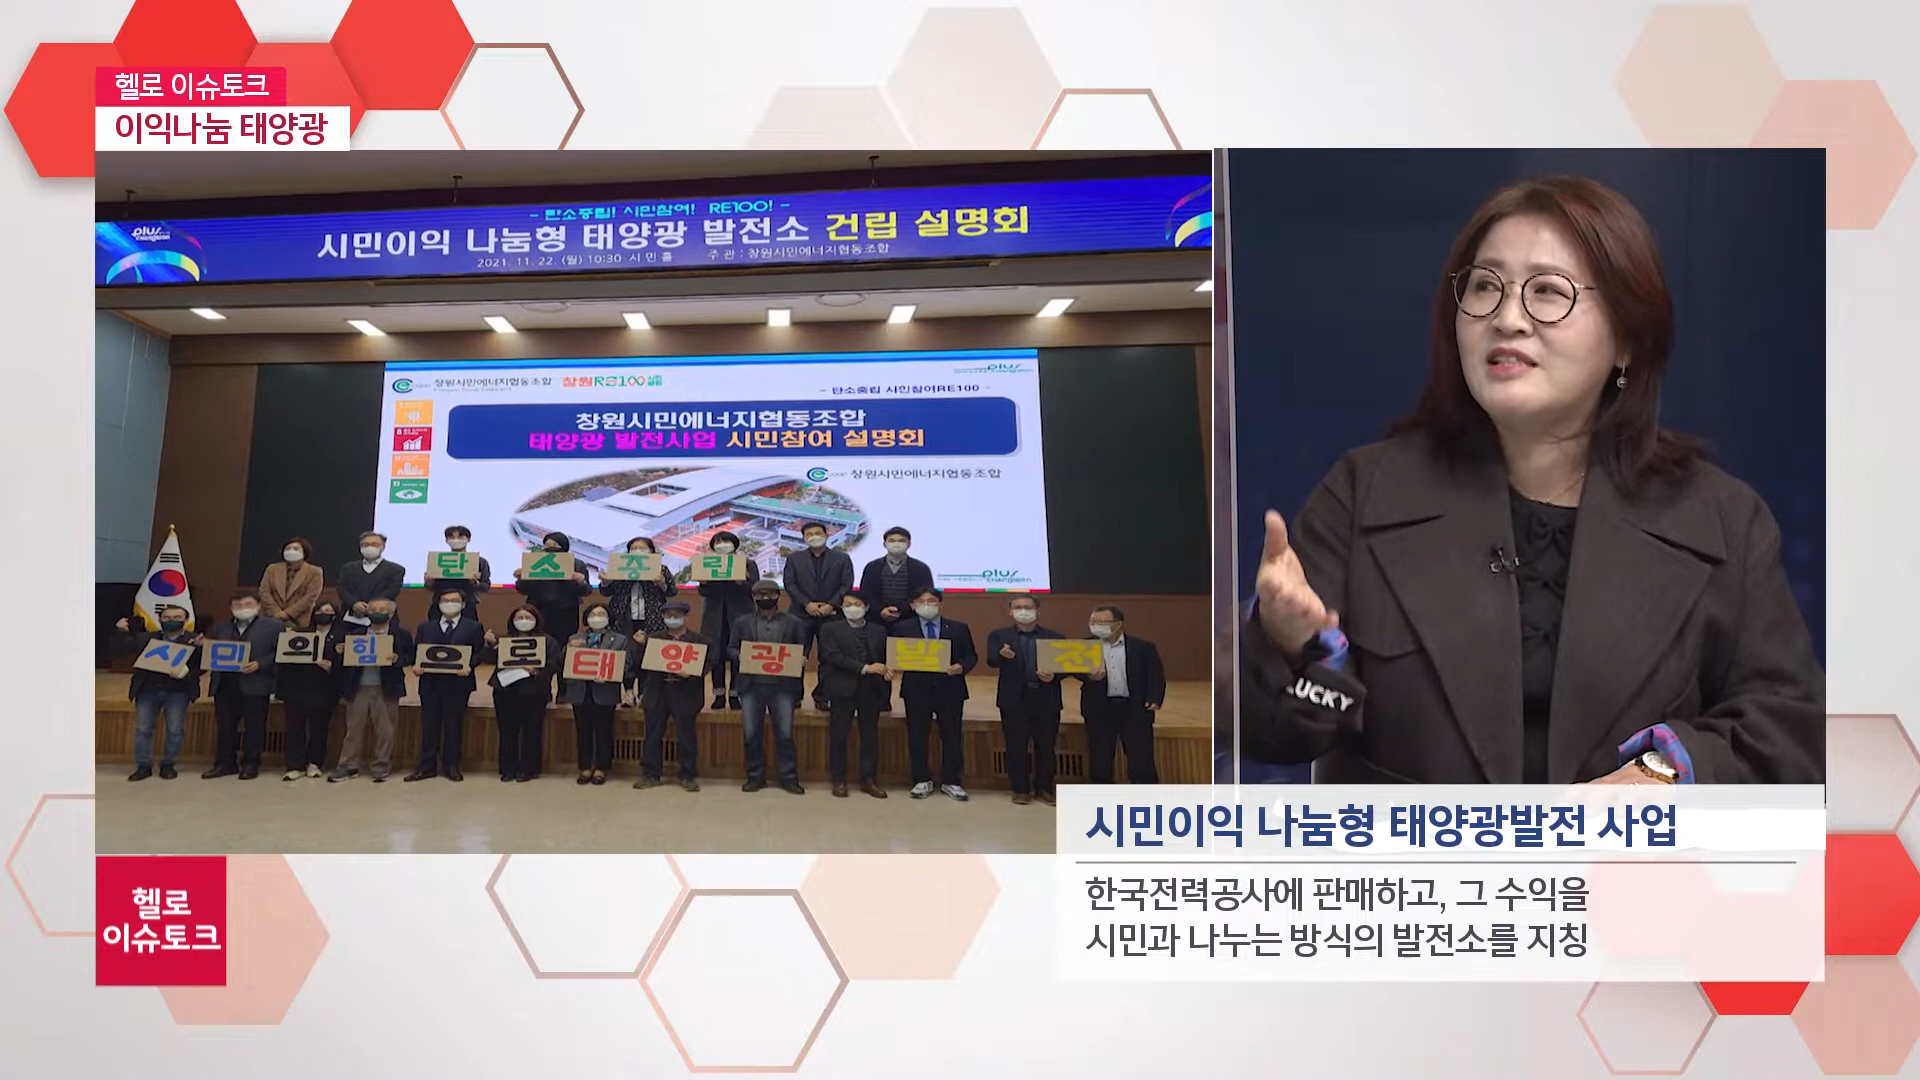 헬로 이슈토크
이익나눔 태양광
- 탄소중립! 시민참여! RE100! -
plus
CHANGWON
시민이익 나눔형 태양광 발전소 건립 설명회
2021. 11. 22. (월) 10:30 시 민 홀 주 관 : 창원시민에너지협동조합
창원시민에너지협동조합 창원RE100
plus
- 탄소중립 시민참여RE100 -
창원시민에너지협동조합
태양광 발전사업 시민참여 설명회
coop 창원시민에너지협동조합
plus
CHANGWON
탄 소 중 립
시 민 의 힘 으 로 태 양 광 발 전
LUCKY
시민이익 나눔형 태양광발전 사업
한국전력공사에 판매하고, 그 수익을
시민과 나누는 방식의 발전소를 지칭
헬로
이슈토크